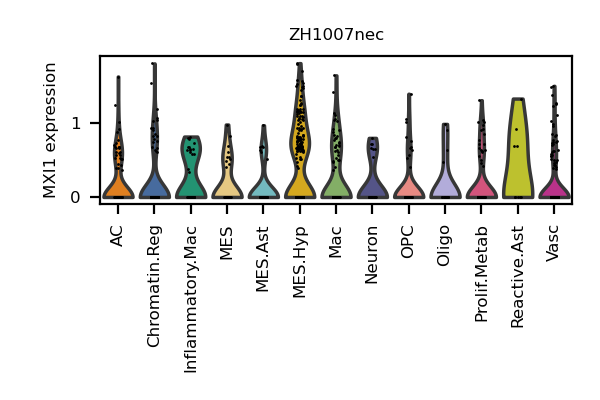 ZH1007nec
MXI1 expression
1
0
AC
Chromatin.Reg
Inflammatory.Mac
MES
MES.Ast
MES.Hyp
Mac
Neuron
OPC
Oligo
Prolif.Metab
Reactive.Ast
Vasc